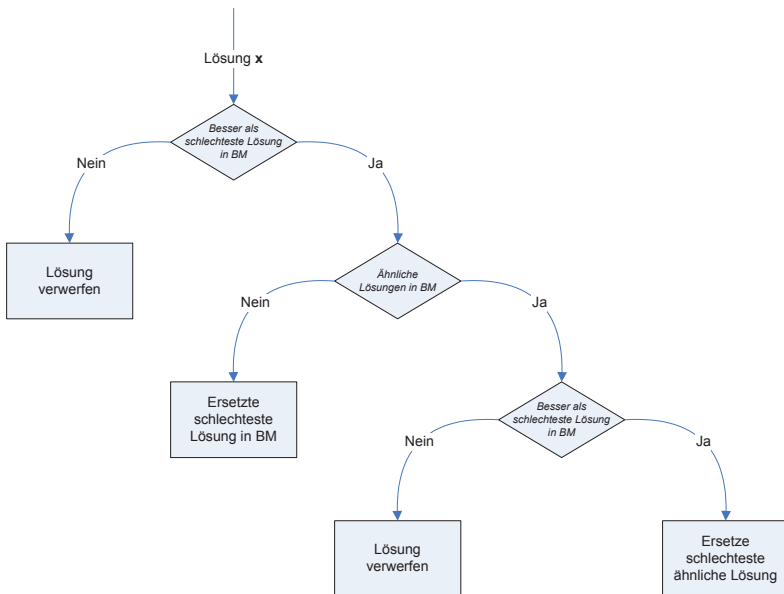 Lösung x
Besser als
schlechteste Lösung
in BM
Nein
Ja
Lösung
verwerfen
Ähnliche
Lösungen in BM
Nein
Ja
Ersetzte
schlechteste
Lösung in BM
Besser als
schlechteste Lösung
in BM
Nein
Ja
Lösung
verwerfen
Ersetze
schlechteste
ähnliche Lösung